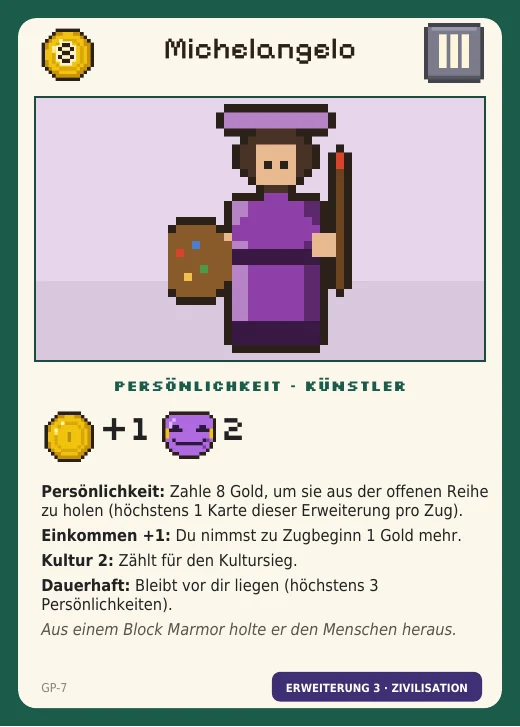 8 Michelangelo III
PERSÖNLICHKEIT · KÜNSTLER
+1 2
Persönlichkeit: Zahle 8 Gold, um sie aus der offenen Reihe
zu holen (höchstens 1 Karte dieser Erweiterung pro Zug).
Einkommen +1: Du nimmst zu Zugbeginn 1 Gold mehr.
Kultur 2: Zählt für den Kultursieg.
Dauerhaft: Bleibt vor dir liegen (höchstens 3
Persönlichkeiten).
Aus einem Block Marmor holte er den Menschen heraus.
GP-7
ERWEITERUNG 3 · ZIVILISATION